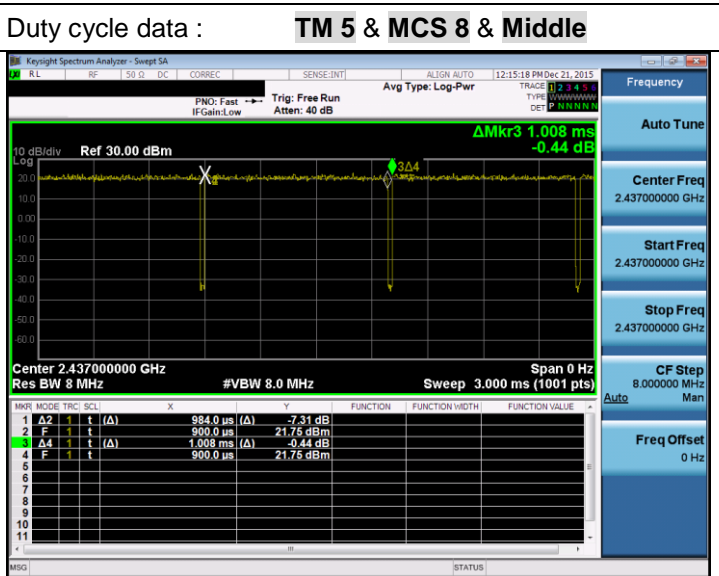 Duty cycle data : TM 5 & MCS 8 & Middle
Keysight Spectrum Analyzer - Swept SA
LXI RL RF 50 Ω DC CORREC SENSE:INT ALIGN AUTO 12:15:18 PM Dec 21, 2015
Avg Type: Log-Pwr TRACE 1 2 3 4 5 6
PNO: Fast Trig: Free Run TYPE WWWWWWW
IFGain:Low Atten: 40 dB DET P N N N N N
Frequency
ΔMkr3 1.008 ms
-0.44 dB
10 dB/div Ref 30.00 dBm
Log
3Δ4
20.0
10.0
0.00
-10.0
-20.0
-30.0
-40.0
-50.0
-60.0
X
Center 2.437000000 GHz Span 0 Hz
Res BW 8 MHz #VBW 8.0 MHz Sweep 3.000 ms (1001 pts)
MKR MODE TRC SCL X Y FUNCTION FUNCTION WIDTH FUNCTION VALUE
1 Δ2 1 t (Δ) 984.0 µs (Δ) -7.31 dB
2 F 1 t 900.0 µs 21.75 dBm
3 Δ4 1 t (Δ) 1.008 ms (Δ) -0.44 dB
4 F 1 t 900.0 µs 21.75 dBm
5
6
7
8
9
10
11
MSG STATUS
Auto Tune
Center Freq
2.437000000 GHz
Start Freq
2.437000000 GHz
Stop Freq
2.437000000 GHz
CF Step
8.000000 MHz
Auto Man
Freq Offset
0 Hz